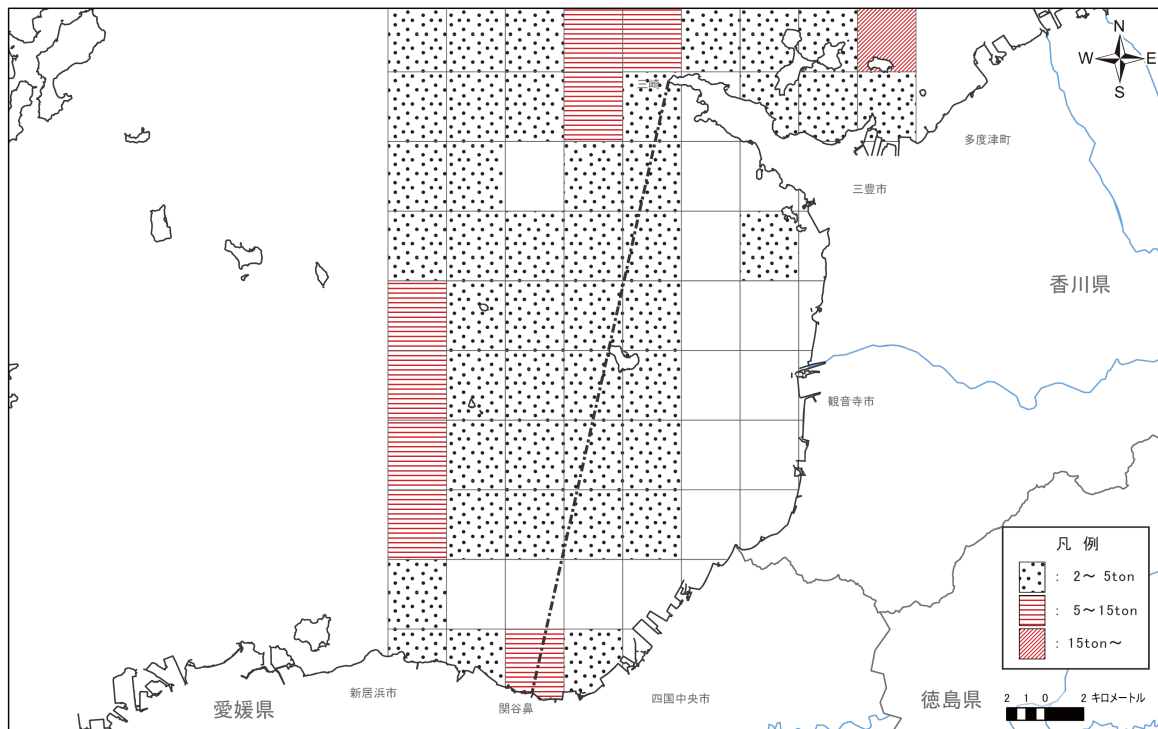 N
W E
S
三崎
多度津町
三豊市
香川県
観音寺市
凡 例
: 2～ 5ton
: 5～15ton
: 15ton～
新居浜市
関谷鼻
四国中央市
愛媛県
徳島県
2 1 0 2 キロメートル